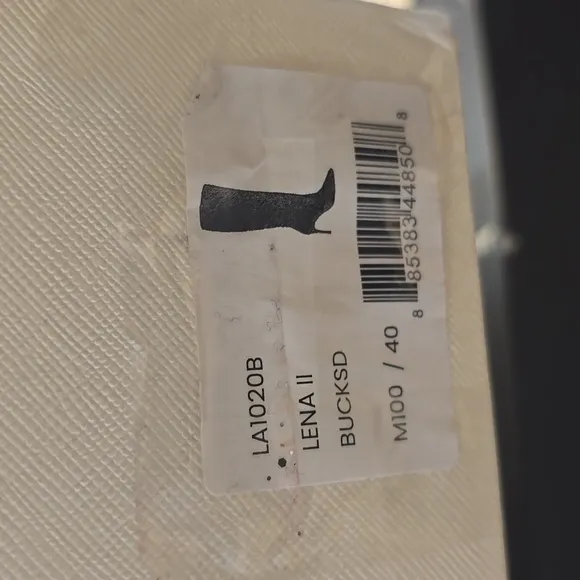 LA1020B
LENA II
BUCKSD
M100 / 40
8 85383 44850 8